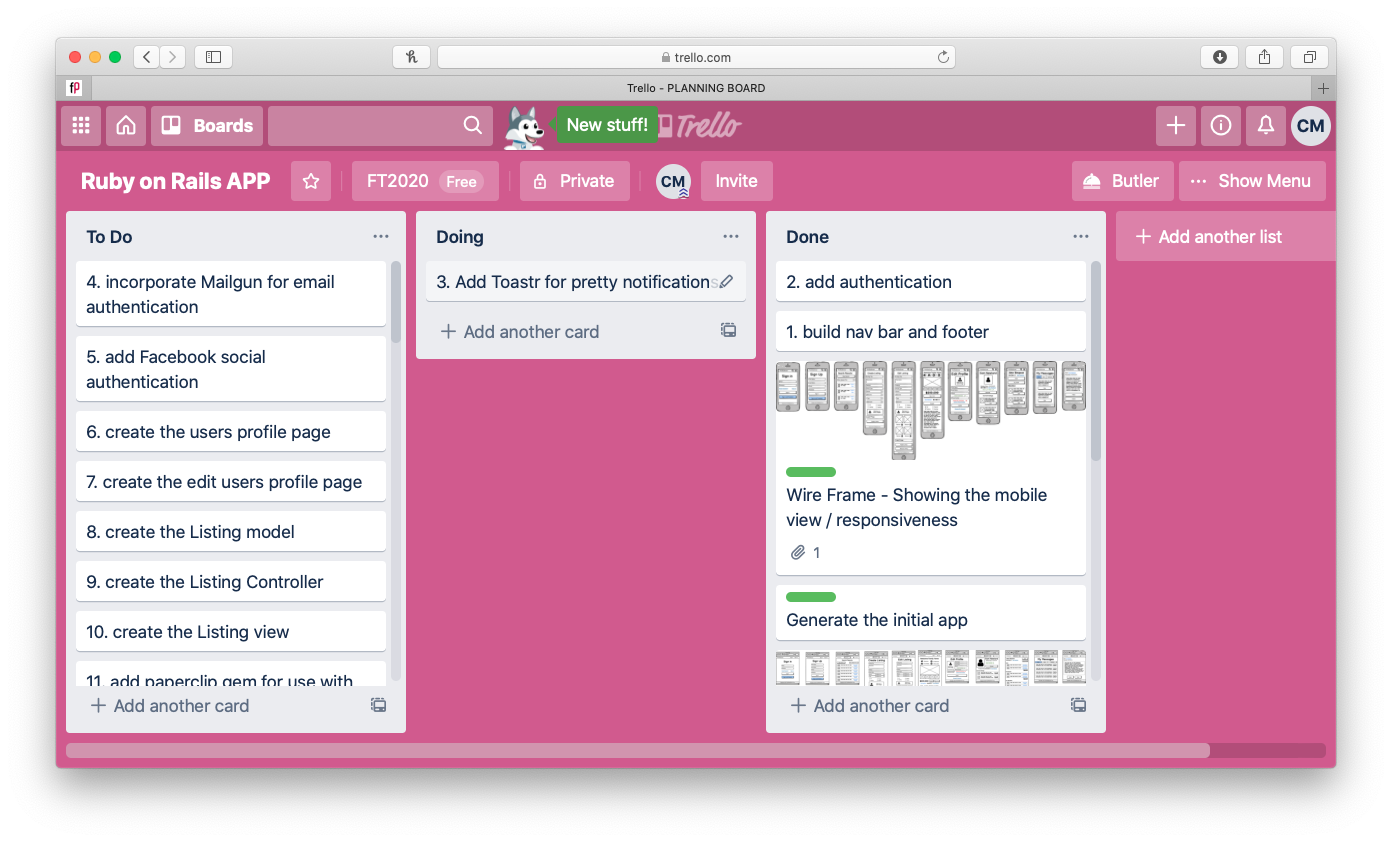 trello.com
fp
Trello - PLANNING BOARD
Boards
New stuff!
Trello
CM
Ruby on Rails APP
FT2020 Free
Private
CM
Invite
Butler
Show Menu
To Do
4. incorporate Mailgun for email
authentication
5. add Facebook social
authentication
6. create the users profile page
7. create the edit users profile page
8. create the Listing model
9. create the Listing Controller
10. create the Listing view
11. add paperclip gem for use with
Add another card
Doing
3. Add Toastr for pretty notifications
Add another card
Done
2. add authentication
1. build nav bar and footer
Wire Frame - Showing the mobile
view / responsiveness
1
Generate the initial app
Add another card
Add another list